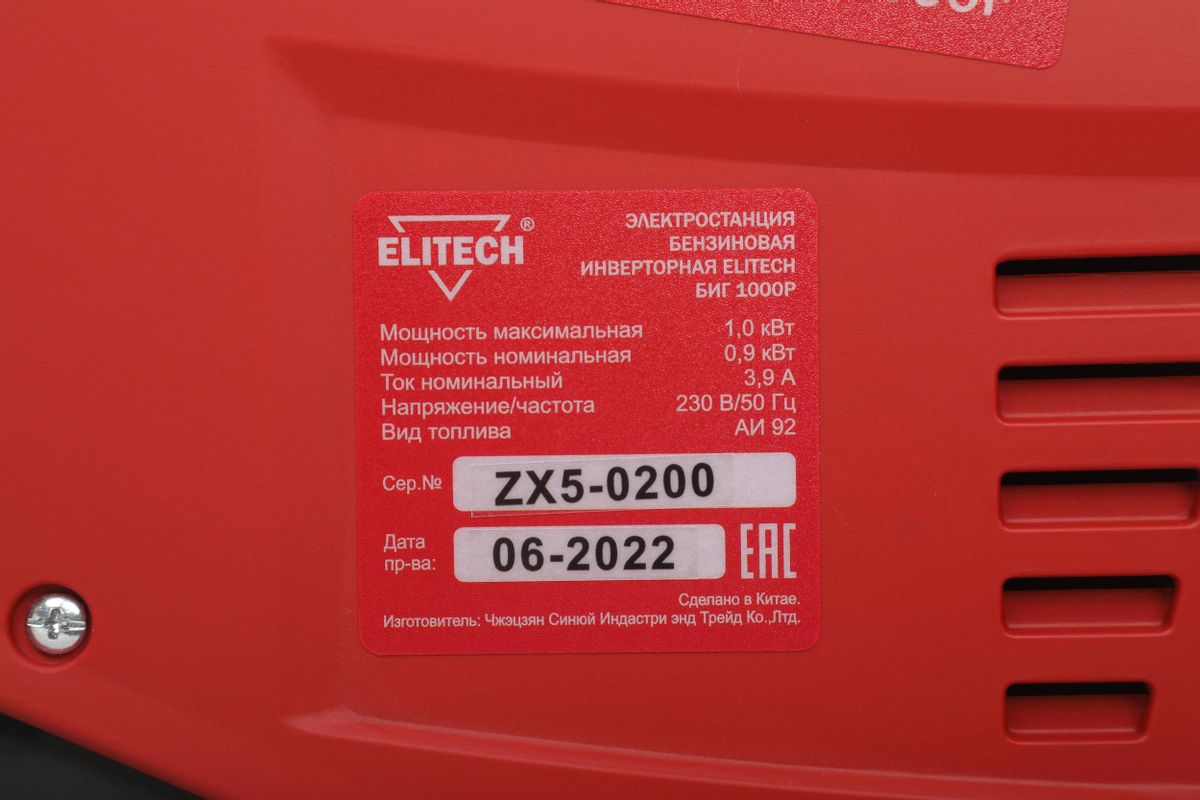 ELITECH®
ЭЛЕКТРОСТАНЦИЯ
БЕНЗИНОВАЯ
ИНВЕРТОРНАЯ ELITECH
БИГ 1000Р
Мощность максимальная 1,0 кВт
Мощность номинальная 0,9 кВт
Ток номинальный 3,9 А
Напряжение/частота 230 В/50 Гц
Вид топлива АИ 92
Сер.№ ZX5-0200
Дата
пр-ва: 06-2022 EAC
Сделано в Китае.
Изготовитель: Чжэцзян Синюй Индастри энд Трейд Ко.,Лтд.